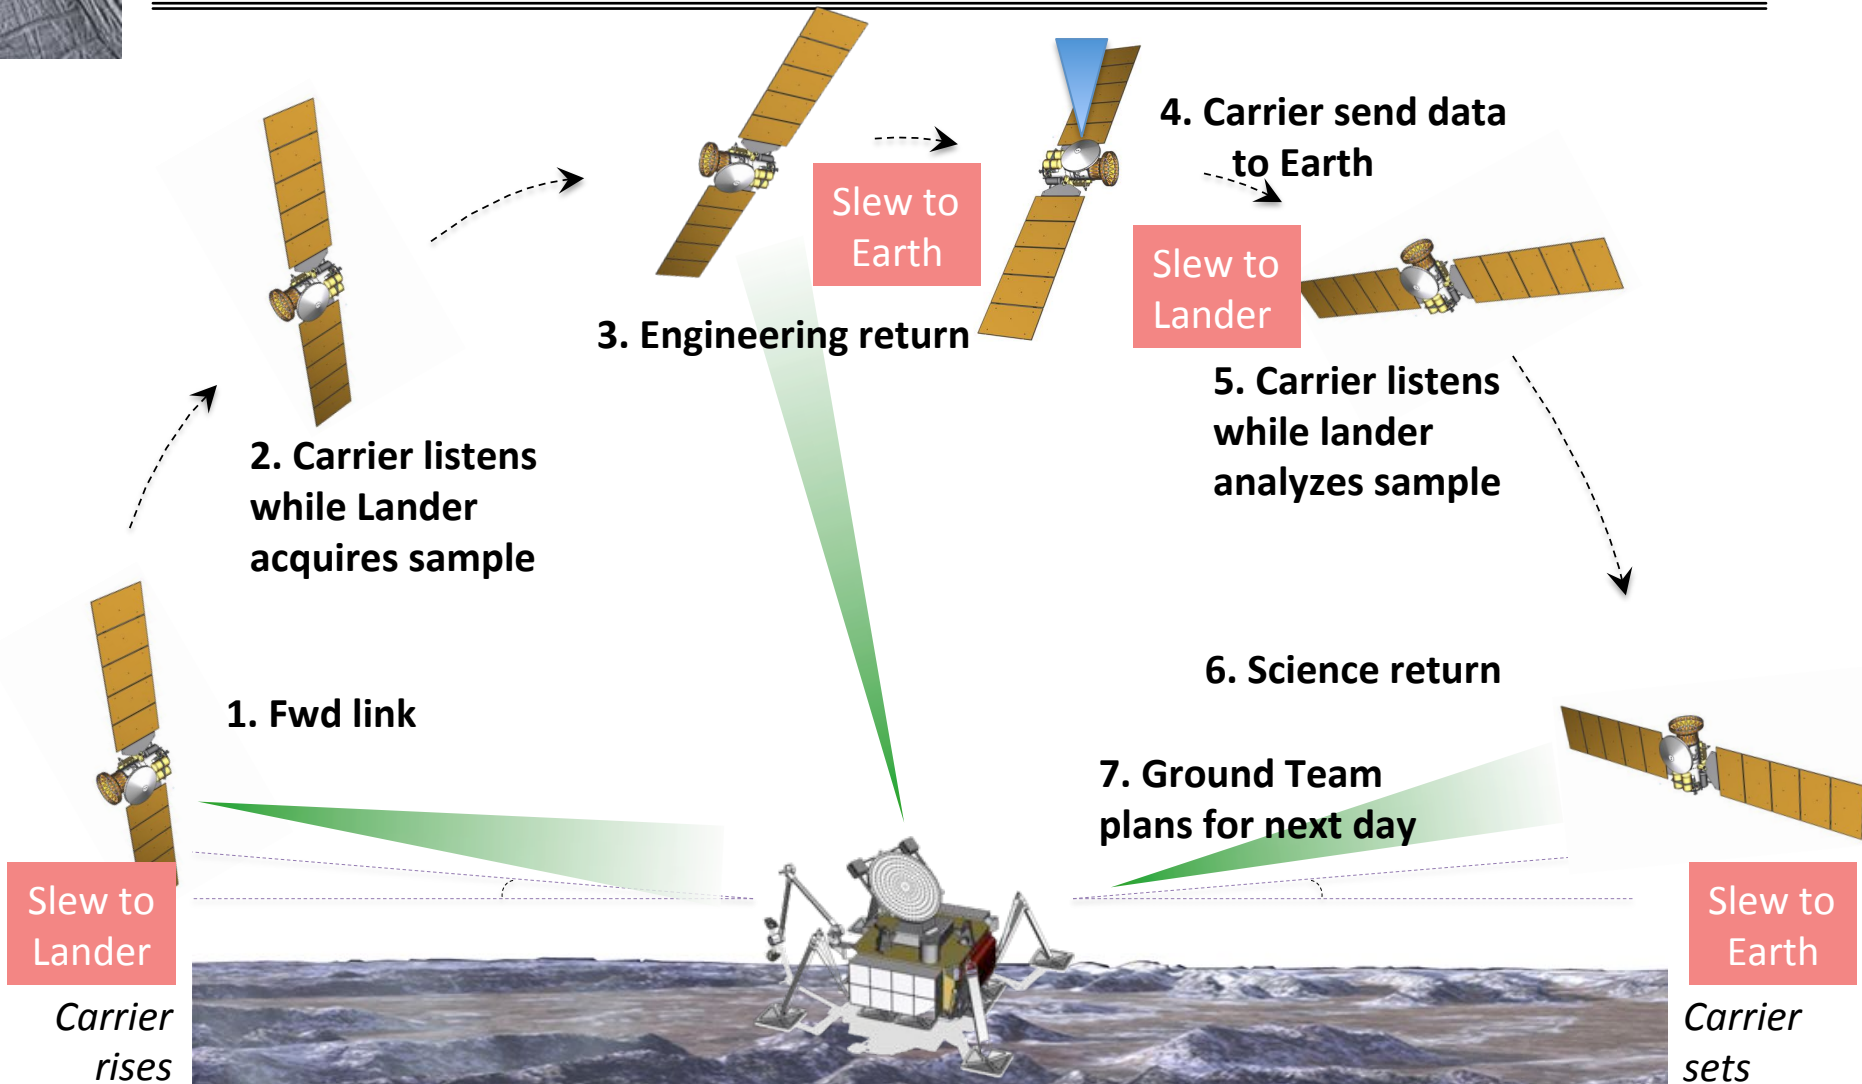 4. Carrier send data
to Earth
Slew to
Earth
Slew to
Lander
3. Engineering return
5. Carrier listens
while lander
analyzes sample
2. Carrier listens
while Lander
acquires sample
6. Science return
1. Fwd link
7. Ground Team
plans for next day
Slew to
Lander
Slew to
Earth
Carrier
rises
Carrier
sets